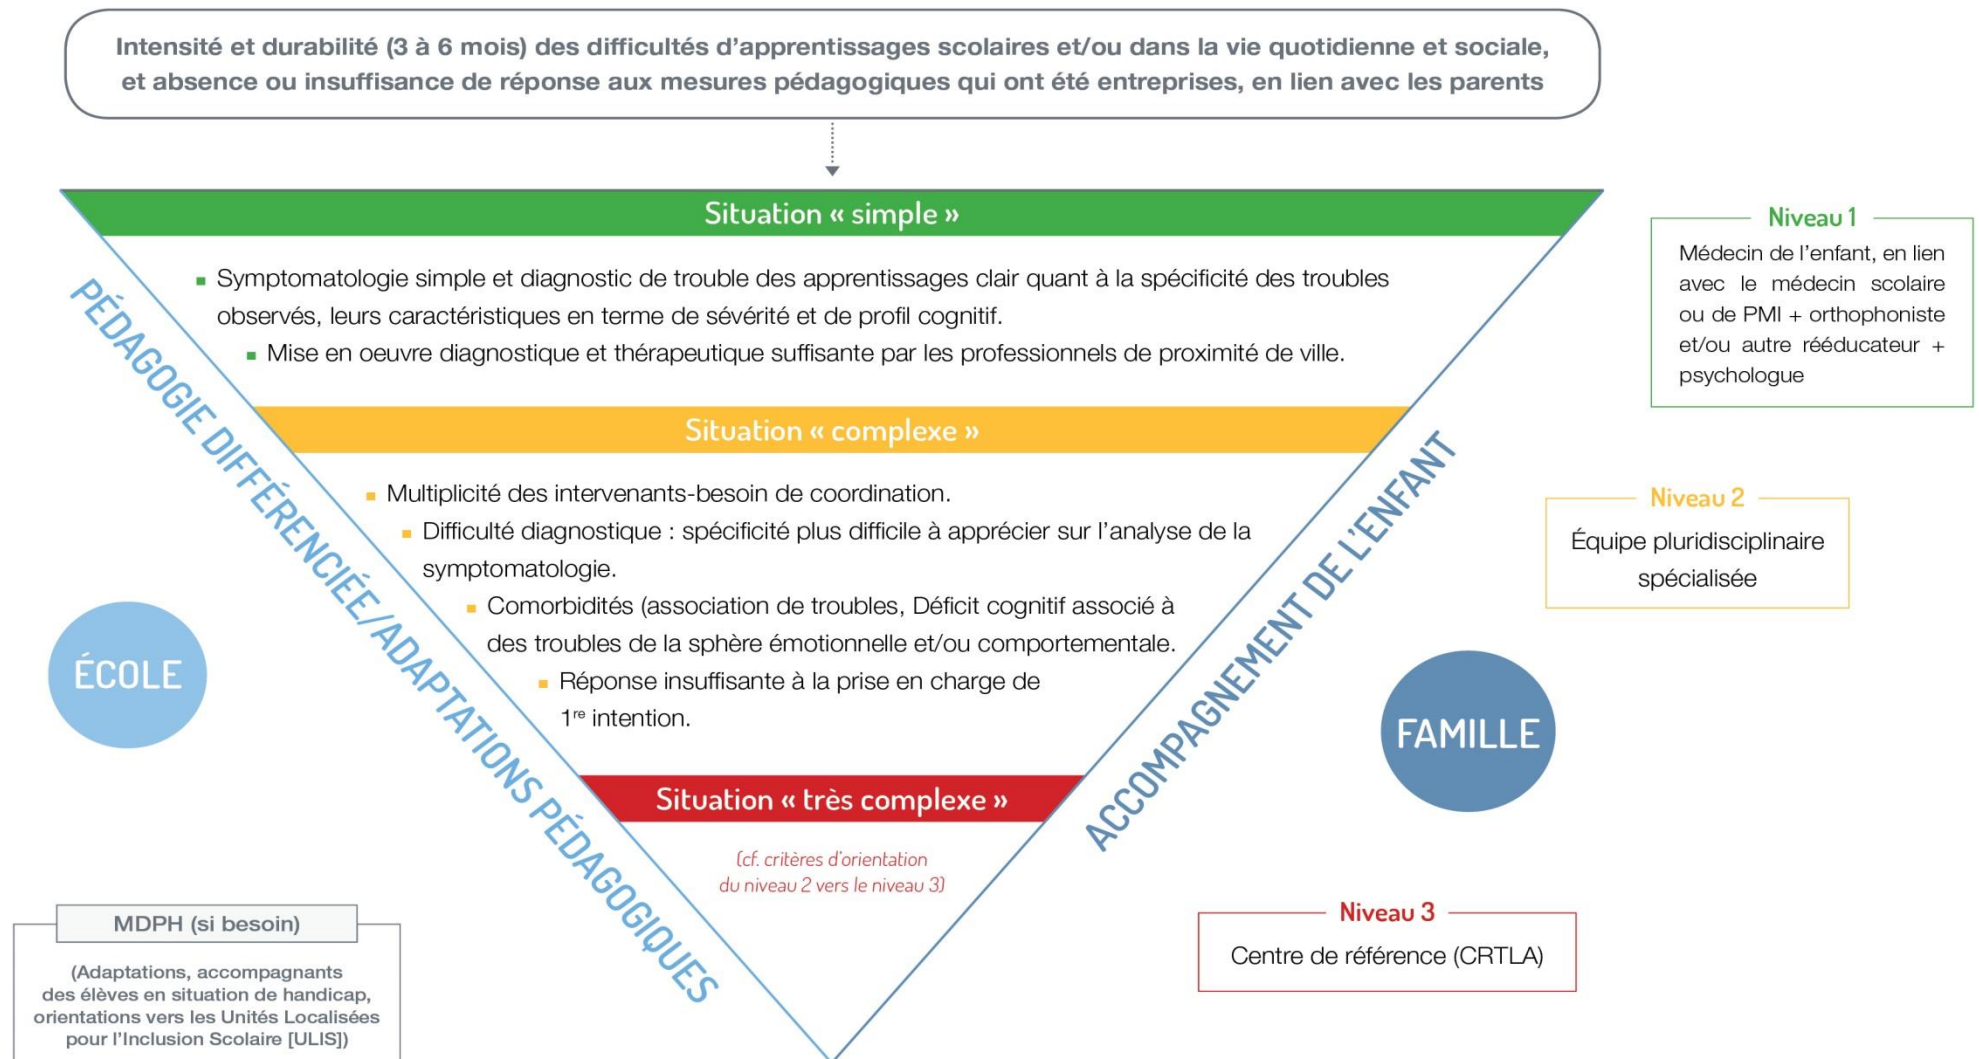 Intensité et durabilité (3 à 6 mois) des difficultés d'apprentissages scolaires et/ou dans la vie quotidienne et sociale,
et absence ou insuffisance de réponse aux mesures pédagogiques qui ont été entreprises, en lien avec les parents
Situation « simple »
Symptomatologie simple et diagnostic de trouble des apprentissages clair quant à la spécificité des troubles
observés, leurs caractéristiques en terme de sévérité et de profil cognitif.
Mise en oeuvre diagnostique et thérapeutique suffisante par les professionnels de proximité de ville.
Niveau 1
Médecin de l'enfant, en lien
avec le médecin scolaire
ou de PMI + orthophoniste
et/ou autre rééducateur +
psychologue
Situation « complexe »
Multiplicité des intervenants-besoin de coordination.
Difficulté diagnostique : spécificité plus difficile à apprécier sur l'analyse de la
symptomatologie.
Comorbidités (association de troubles, Déficit cognitif associé à
des troubles de la sphère émotionnelle et/ou comportementale.
Réponse insuffisante à la prise en charge de
1re intention.
Niveau 2
Équipe pluridisciplinaire
spécialisée
Situation « très complexe »
(cf. critères d'orientation
du niveau 2 vers le niveau 3)
Niveau 3
Centre de référence (CRTLA)
PÉDAGOGIE DIFFÉRENCIÉE/ADAPTATIONS PÉDAGOGIQUES
ACCOMPAGNEMENT DE L'ENFANT
ÉCOLE
FAMILLE
MDPH (si besoin)
(Adaptations, accompagnants
des élèves en situation de handicap,
orientations vers les Unités Localisées
pour l'Inclusion Scolaire [ULIS])